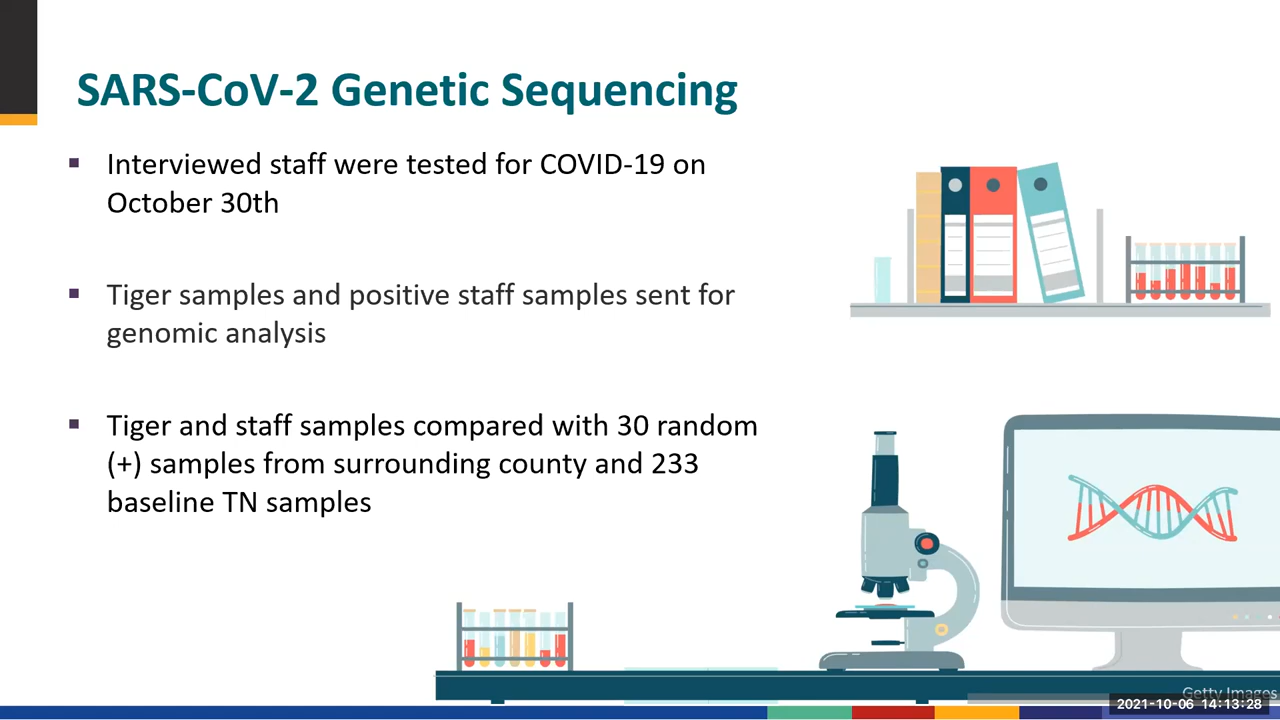 SARS-CoV-2 Genetic Sequencing
▪ Interviewed staff were tested for COVID-19 on
October 30th
▪ Tiger samples and positive staff samples sent for
genomic analysis
▪ Tiger and staff samples compared with 30 random
(+) samples from surrounding county and 233
baseline TN samples
Getty Images
2021-10-06 14:13:28